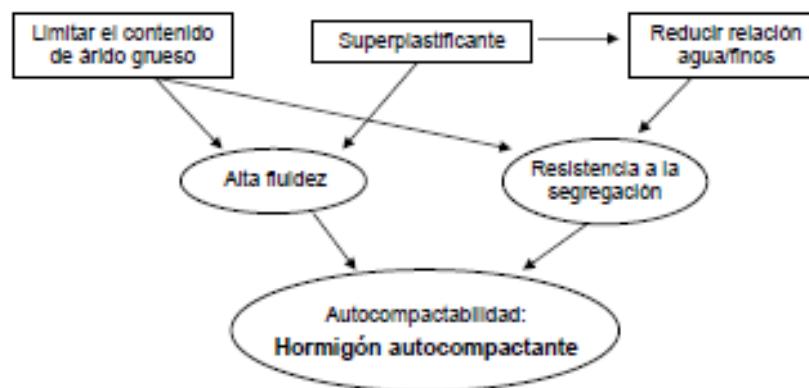 Limitar el contenido
de árido grueso
Superplastificante
Reducir relación
agua/finos
Alta fluidez
Resistencia a la
segregación
Autocompactabilidad:
Hormigón autocompactante